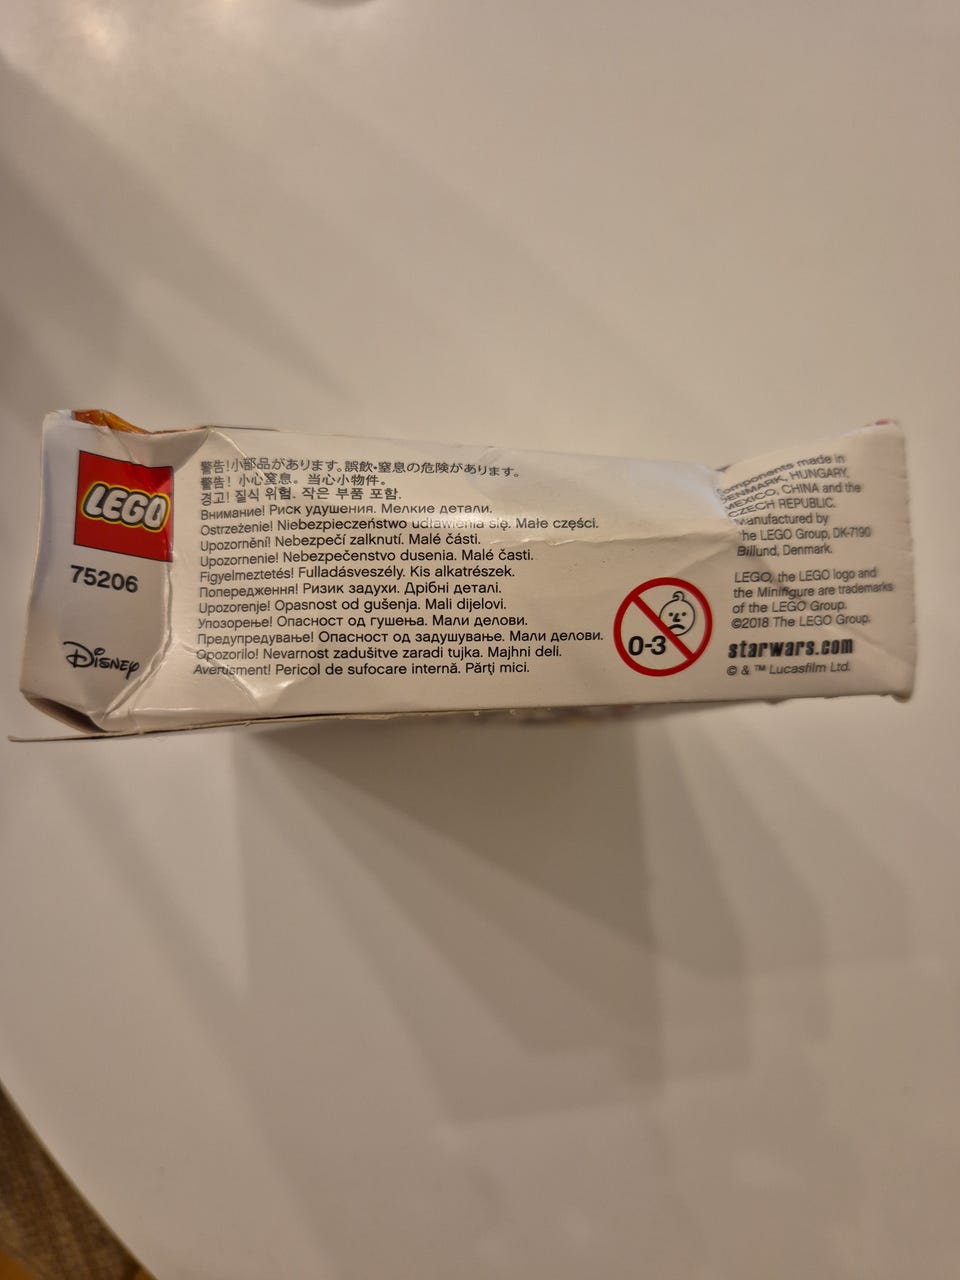 LEGO
75206
Disney
警告!小部品があります。誤飲・窒息の危険があります。
警告! 小心窒息。当心小物件。
경고! 질식 위험. 작은 부품 포함.
Внимание! Риск удушения. Мелкие детали.
Ostrzeżenie! Niebezpieczeństwo udławienia się. Małe części.
Upozornění! Nebezpečí zalknutí. Malé části.
Upozornenie! Nebezpečenstvo dusenia. Malé časti.
Figyelmeztetés! Fulladásveszély. Kis alkatrészek.
Попередження! Ризик задухи. Дрібні деталі.
Upozorenje! Opasnost od gušenja. Mali dijelovi.
Упозорење! Опасност од гушења. Мали делови.
Предупредување! Опасност од задушување. Мали делови.
Opozorilo! Nevarnost zadušitve zaradi tujka. Majhni deli.
Avertisment! Pericol de sufocare internă. Părţi mici.
0-3
made in
DENMARK, HUNGARY,
MEXICO, CHINA and the
CZECH REPUBLIC.
Manufactured by
The LEGO Group, DK-7190
Billund, Denmark.
LEGO, the LEGO logo and
the Minifigure are trademarks
of the LEGO Group.
©2018 The LEGO Group.
starwars.com
© & ™ Lucasfilm Ltd.